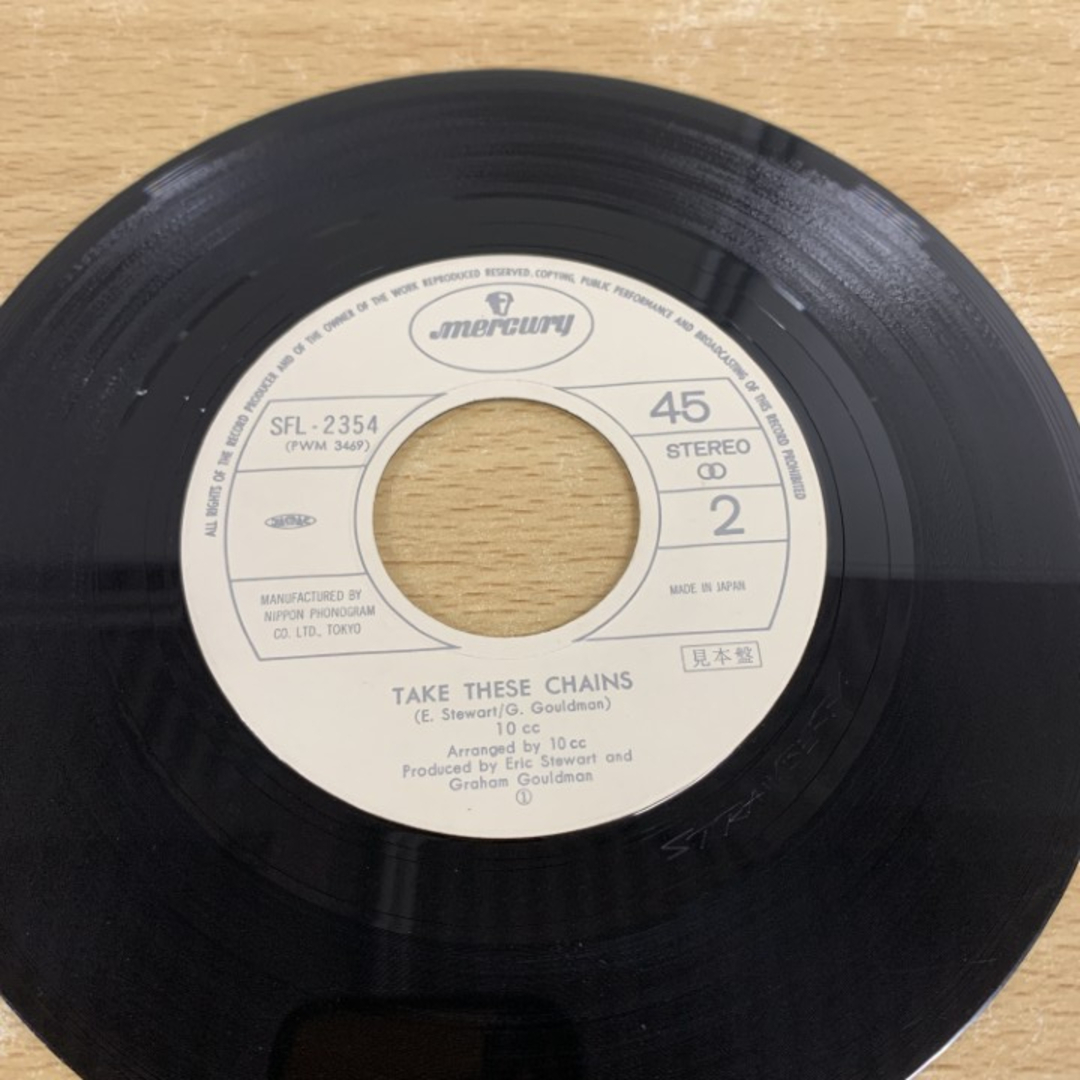 ALL RIGHTS OF THE RECORD PRODUCER AND OF THE OWNER OF THE WORK REPRODUCED RESERVED. COPYING, PUBLIC PERFORMANCE AND BROADCASTING OF THIS RECORD PROHIBITED
mercury
SFL-2354
(PWM 3469)
45
STEREO
2
MANUFACTURED BY
NIPPON PHONOGRAM
CO. LTD., TOKYO
MADE IN JAPAN
見本盤
TAKE THESE CHAINS
(E. Stewart/G. Gouldman)
10 cc
Arranged by 10 cc
Produced by Eric Stewart and
Graham Gouldman
①